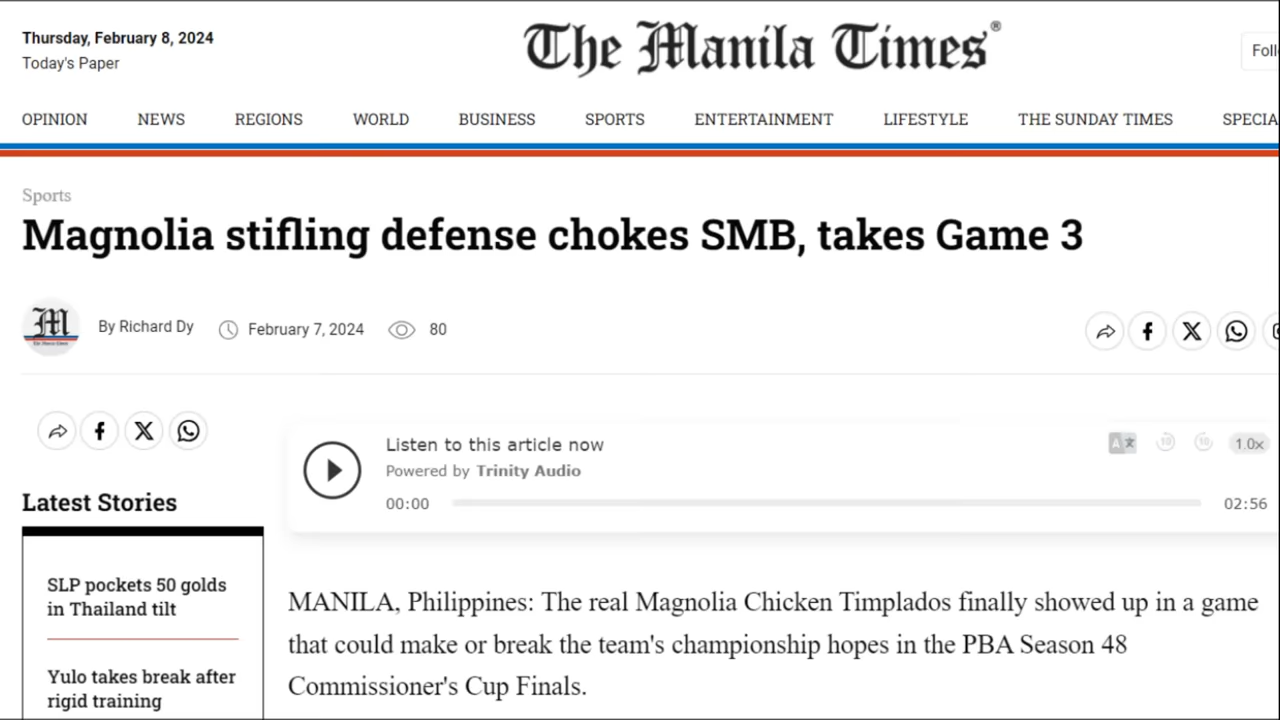 Thursday, February 8, 2024
Today's Paper
The Manila Times®
Foll
OPINION NEWS REGIONS WORLD BUSINESS SPORTS ENTERTAINMENT LIFESTYLE THE SUNDAY TIMES SPECIA
Sports
Magnolia stifling defense chokes SMB, takes Game 3
M
The Manila Times
By Richard Dy February 7, 2024 80
Listen to this article now
Powered by Trinity Audio
10 10 1.0x
00:00 02:56
Latest Stories
SLP pockets 50 golds
in Thailand tilt
Yulo takes break after
rigid training
MANILA, Philippines: The real Magnolia Chicken Timplados finally showed up in a game
that could make or break the team's championship hopes in the PBA Season 48
Commissioner's Cup Finals.